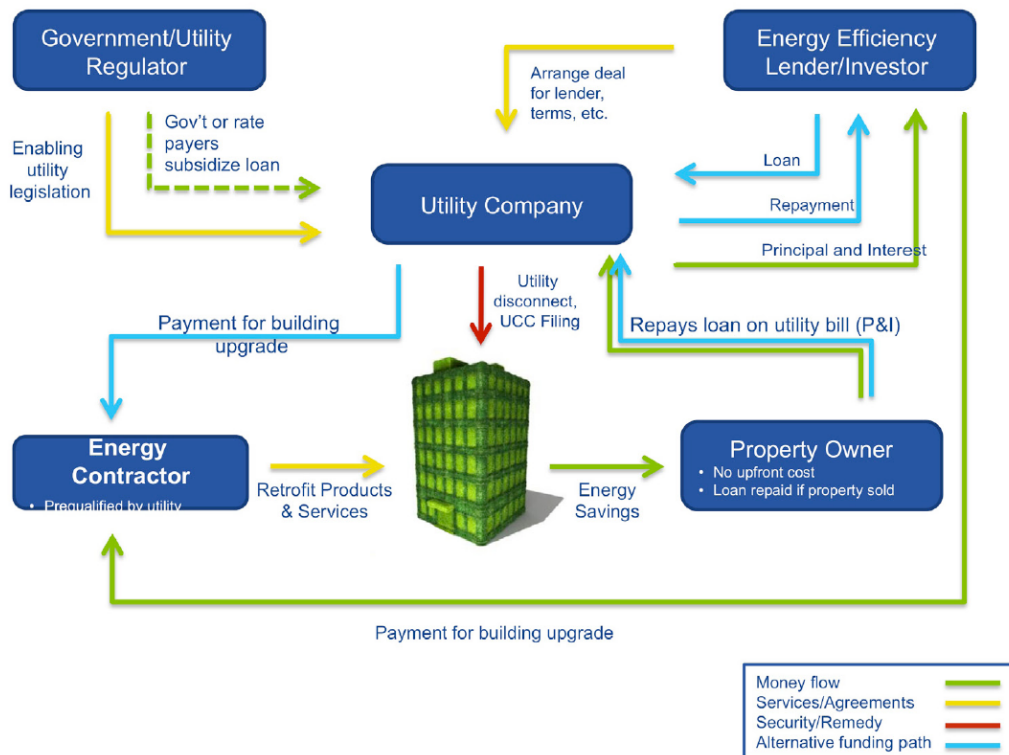 Government/Utility
Regulator
Energy Efficiency
Lender/Investor
Arrange deal
for lender,
terms, etc.
Gov't or rate
payers
subsidize loan
Enabling
utility
legislation
Loan
Utility Company
Repayment
Principal and Interest
Utility
disconnect,
UCC Filing
Payment for building
upgrade
Repays loan on utility bill (P&I)
Energy
Contractor
• Prequalified by utility
Retrofit Products
& Services
Energy
Savings
Property Owner
• No upfront cost
• Loan repaid if property sold
Payment for building upgrade
Money flow
Services/Agreements
Security/Remedy
Alternative funding path